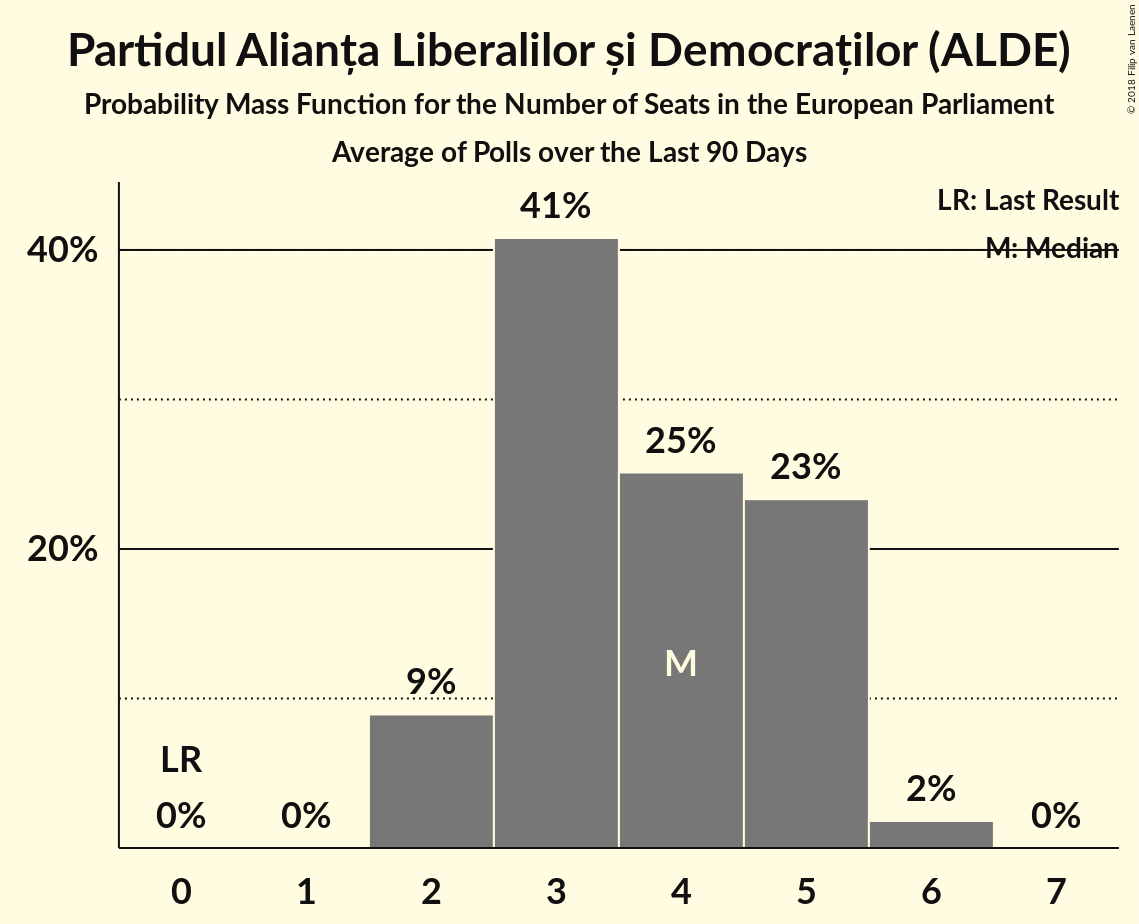 Partidul Alianța Liberalilor și Democraților (ALDE)
Probability Mass Function for the Number of Seats in the European Parliament
Average of Polls over the Last 90 Days
© 2018 Filip van Laenen
LR: Last Result
M: Median
41%
40%
25%
23%
20%
M
9%
LR
2%
0% 0% 0%
0 1 2 3 4 5 6 7